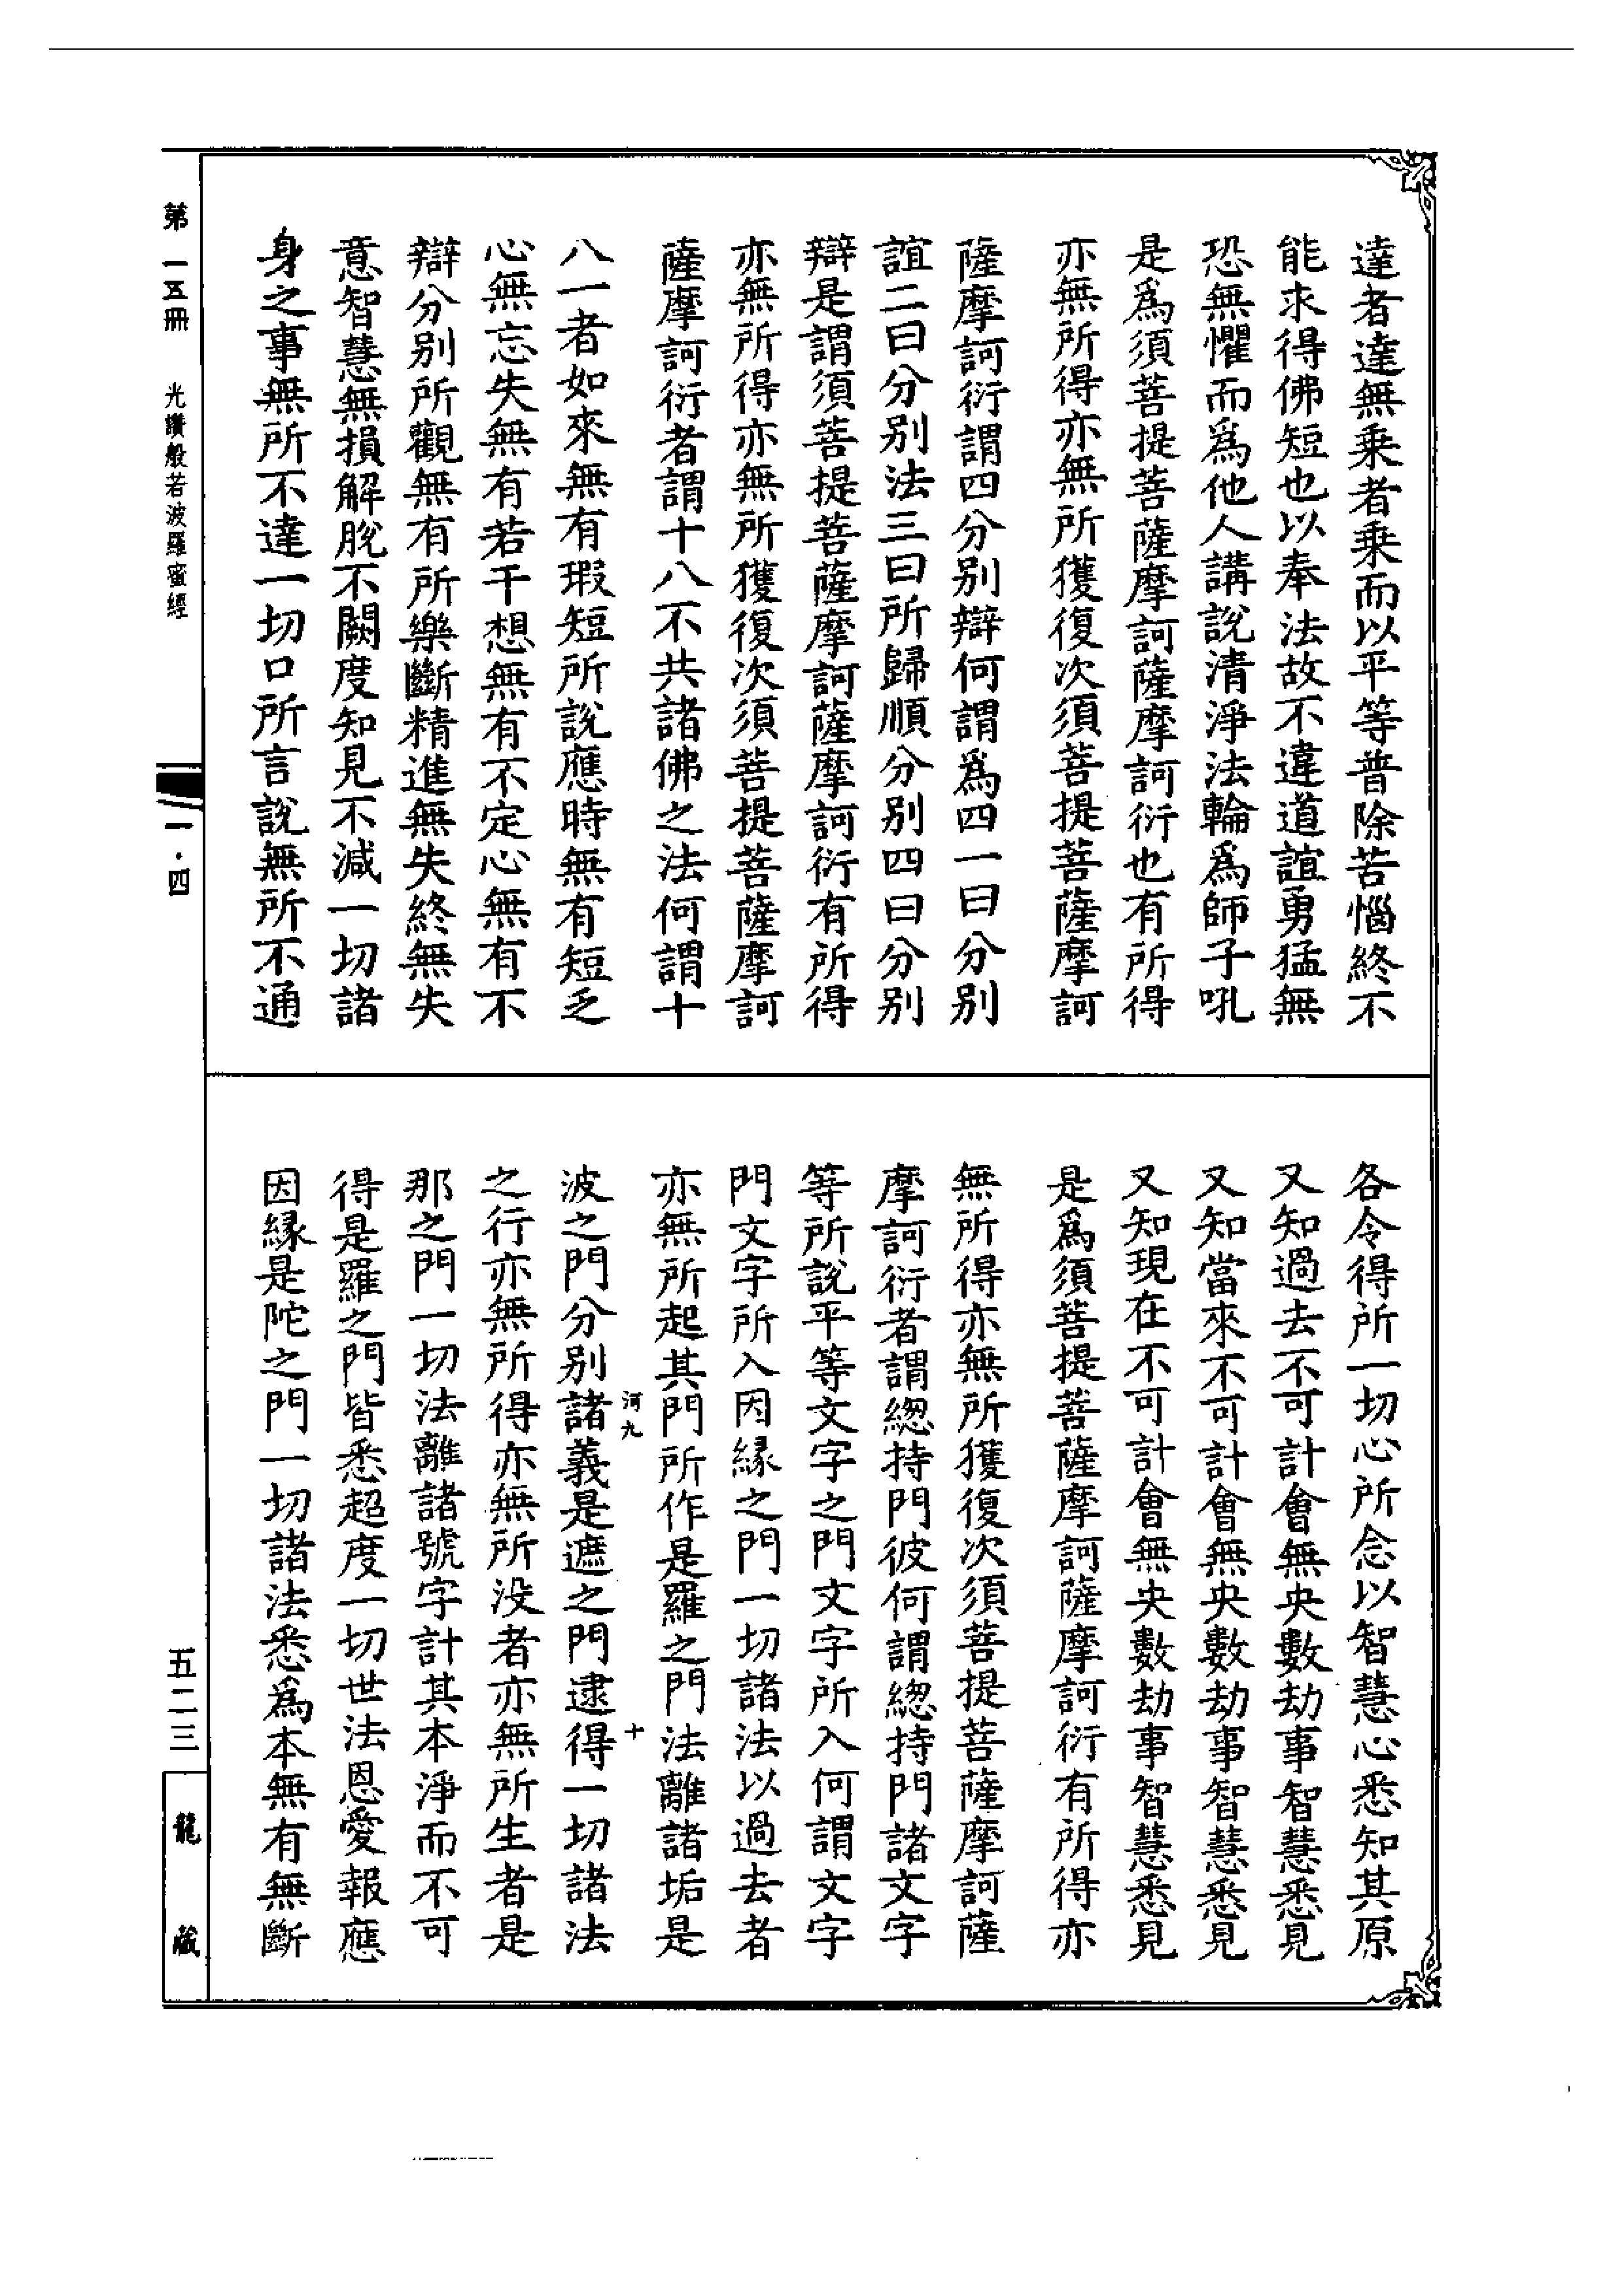 達者達無乘者乘而以平等普除苦惱終不
能求得佛短也以奉法故不違道誼勇猛無
恐無懼而爲他人講説清淨法輪爲師子吼
是爲須菩提菩薩摩訶薩摩訶衍也有所得
亦無所得亦無所獲復次須菩提菩薩摩訶
薩摩訶衍謂四分別辯何謂爲四一曰分別
誼二曰分別法三曰所歸順分別四曰分別
辯是謂須菩提菩薩摩訶薩摩訶衍有所得
亦無所得亦無所獲復次須菩提菩薩摩訶
薩摩訶衍者謂十八不共諸佛之法何謂十
八一者如來無有瑕短所説應時無有短乏
心無忘失無有若干想無有不定心無有不
辯分別所觀無有所樂斷精進無失終無失
意智慧無損解脫不闕度知見不減一切諸
身之事無所不達一切口所言説無所不通
各令得所一切心所念以智慧心悉知其原
又知過去不可計會無央數劫事智慧悉見
又知當來不可計會無央數劫事智慧悉見
又知現在不可計會無央數劫事智慧悉見
是爲須菩提菩薩摩訶薩摩訶衍有所得亦
無所得亦無所獲復次須菩提菩薩摩訶薩
摩訶衍者謂總持門彼何謂總持門諸文字
等所説平等文字之門文字所入何謂文字
門文字所入因緣之門一切諸法以過去者
亦無所起其門所作是羅之門法離諸垢是
河九
十
波之門分別諸義是遮之門逮得一切諸法
之行亦無所得亦無所沒者亦無所生者是
那之門一切法離諸號字計其本淨而不可
得是羅之門皆悉超度一切世法恩愛報應
因緣是陀之門一切諸法悉爲本無有無斷
第一五冊 光讚般若波羅蜜經
一·四
五二三
龍藏